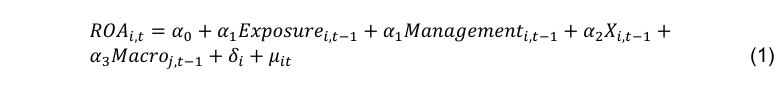 ROA_{i,t} = α_0 + α_1Exposure_{i,t−1} + α_1Management_{i,t−1} + α_2X_{i,t−1} +
α_3Macro_{j,t−1} + δ_i + μ_{it} (1)